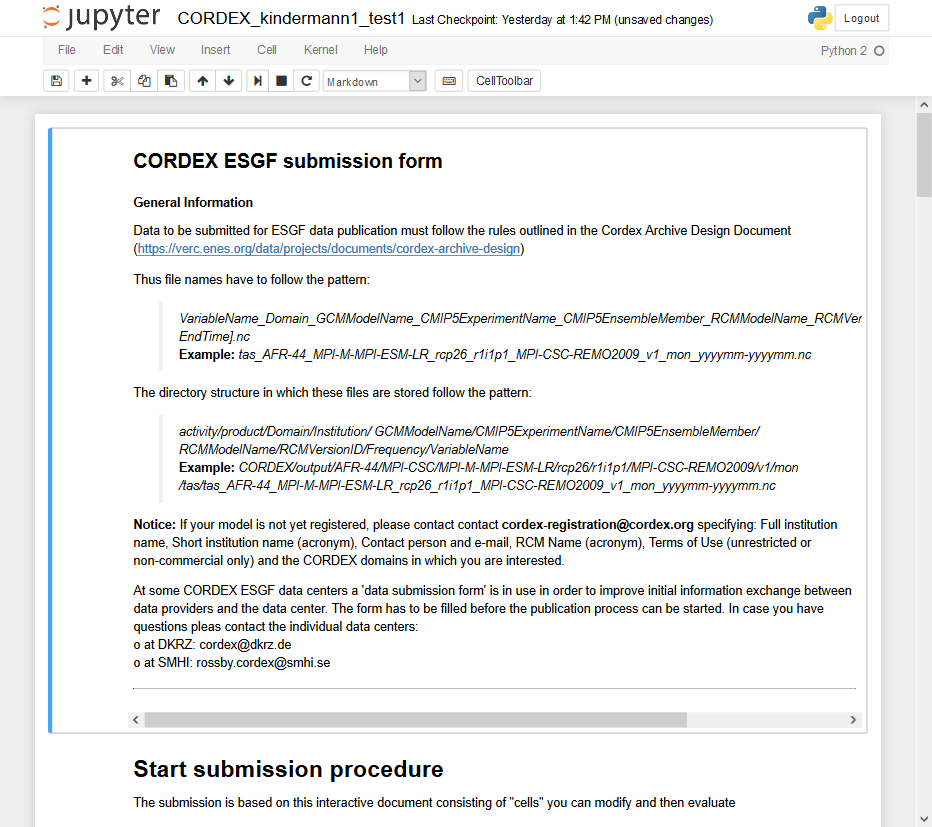 jupyter CORDEX_kindermann1_test1 Last Checkpoint: Yesterday at 1:42 PM (unsaved changes) Logout
File Edit View Insert Cell Kernel Help Python 2
Markdown CellToolbar
CORDEX ESGF submission form
General Information
Data to be submitted for ESGF data publication must follow the rules outlined in the Cordex Archive Design Document
(https://verc.enes.org/data/projects/documents/cordex-archive-design)
Thus file names have to follow the pattern:
VariableName_Domain_GCMModelName_CMIP5ExperimentName_CMIP5EnsembleMember_RCMModelName_RCMVer
EndTime].nc
Example: tas_AFR-44_MPI-M-MPI-ESM-LR_rcp26_r1i1p1_MPI-CSC-REMO2009_v1_mon_yyyymm-yyyymm.nc
The directory structure in which these files are stored follow the pattern:
activity/product/Domain/Institution/ GCMModelName/CMIP5ExperimentName/CMIP5EnsembleMember/
RCMModelName/RCMVersionID/Frequency/VariableName
Example: CORDEX/output/AFR-44/MPI-CSC/MPI-M-MPI-ESM-LR/rcp26/r1i1p1/MPI-CSC-REMO2009/v1/mon
/tas/tas_AFR-44_MPI-M-MPI-ESM-LR_rcp26_r1i1p1_MPI-CSC-REMO2009_v1_mon_yyyymm-yyyymm.nc
Notice: If your model is not yet registered, please contact contact cordex-registration@cordex.org specifying: Full institution
name, Short institution name (acronym), Contact person and e-mail, RCM Name (acronym), Terms of Use (unrestricted or
non-commercial only) and the CORDEX domains in which you are interested.
At some CORDEX ESGF data centers a 'data submission form' is in use in order to improve initial information exchange between
data providers and the data center. The form has to be filled before the publication process can be started. In case you have
questions pleas contact the individual data centers:
o at DKRZ: cordex@dkrz.de
o at SMHI: rossby.cordex@smhi.se
Start submission procedure
The submission is based on this interactive document consisting of "cells" you can modify and then evaluate